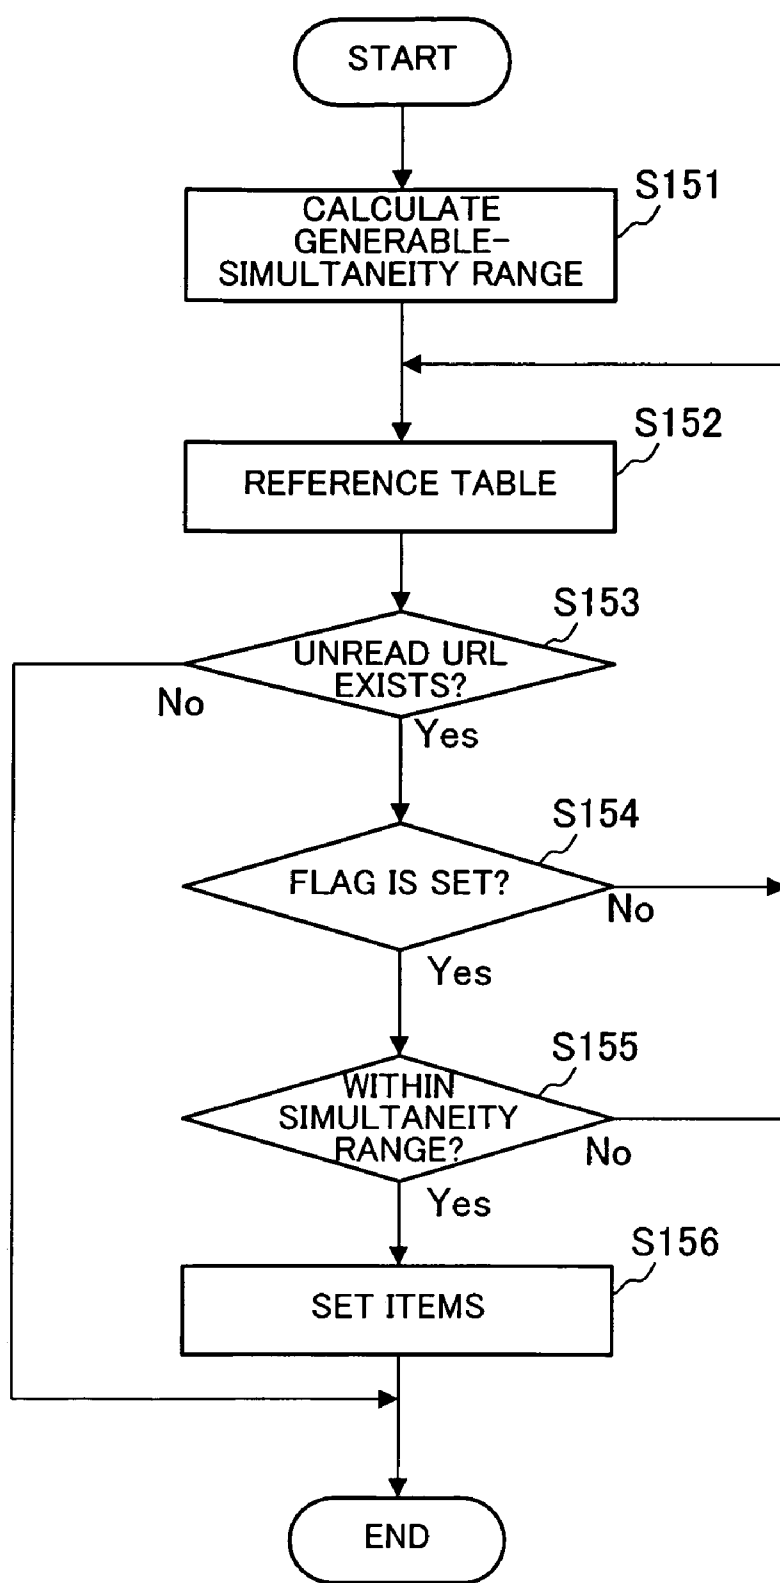 START
S151
CALCULATE
GENERABLE-
SIMULTANEITY RANGE
S152
REFERENCE TABLE
S153
UNREAD URL
EXISTS?
No
Yes
S154
FLAG IS SET?
No
Yes
S155
WITHIN
SIMULTANEITY
RANGE?
No
Yes
S156
SET ITEMS
END